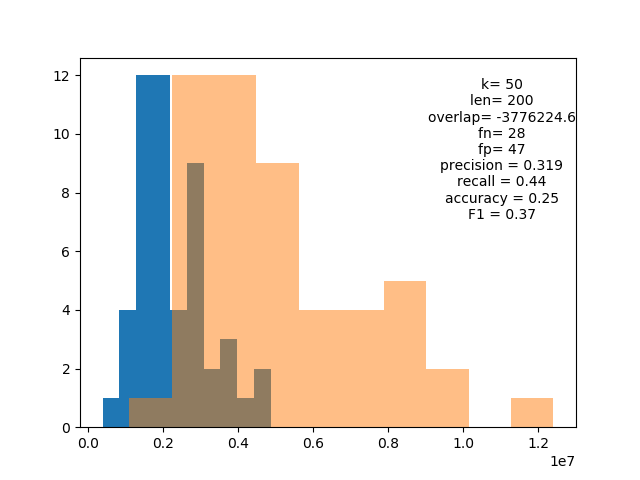 12
10
8
6
4
2
0
k= 50
len= 200
overlap= -3776224.6
fn= 28
fp= 47
precision = 0.319
recall = 0.44
accuracy = 0.25
F1 = 0.37
0.0 0.2 0.4 0.6 0.8 1.0 1.2
1e7